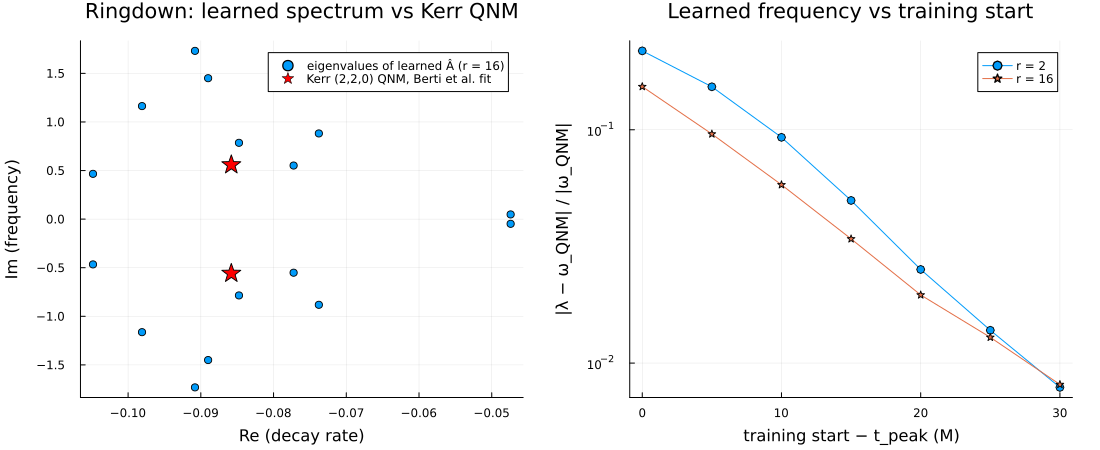 Ringdown: learned spectrum vs Kerr QNM
eigenvalues of learned Â (r = 16)
Kerr (2,2,0) QNM, Berti et al. fit
Im (frequency)
1.5
1.0
0.5
0.0
−0.5
−1.0
−1.5
−0.10
−0.09
−0.08
−0.07
−0.06
−0.05
Re (decay rate)
Learned frequency vs training start
r = 2
r = 16
|λ − ω_QNM| / |ω_QNM|
10⁻¹
10⁻²
0
10
20
30
training start − t_peak (M)